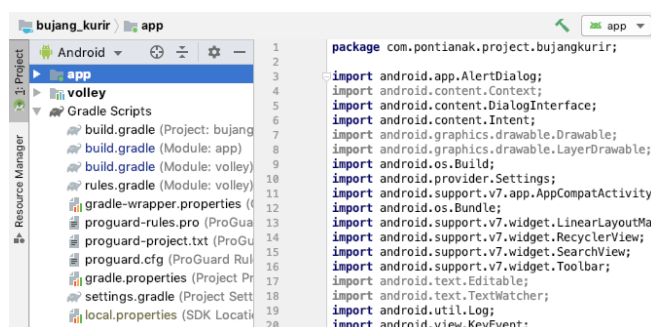 bujang_kurir app
app
Android
1: Project
Resource Manager
app
volley
Gradle Scripts
build.gradle (Project: bujang
build.gradle (Module: app)
build.gradle (Module: volley)
rules.gradle (Module: volley)
gradle-wrapper.properties (
proguard-rules.pro (ProGua
proguard-project.txt (ProGu
proguard.cfg (ProGuard Rul
gradle.properties (Project Pr
settings.gradle (Project Sett
local.properties (SDK Locati
1 package com.pontianak.project.bujangkurir;
2
3 import android.app.AlertDialog;
4 import android.content.Context;
5 import android.content.DialogInterface;
6 import android.content.Intent;
7 import android.graphics.drawable.Drawable;
8 import android.graphics.drawable.LayerDrawable;
9 import android.os.Build;
10 import android.provider.Settings;
11 import android.support.v7.app.AppCompatActivity
12 import android.os.Bundle;
13 import android.support.v7.widget.LinearLayoutMa
14 import android.support.v7.widget.RecyclerView;
15 import android.support.v7.widget.SearchView;
16 import android.support.v7.widget.Toolbar;
17 import android.text.Editable;
18 import android.text.TextWatcher;
19 import android.util.Log;
20 import android.view.KeyEvent;